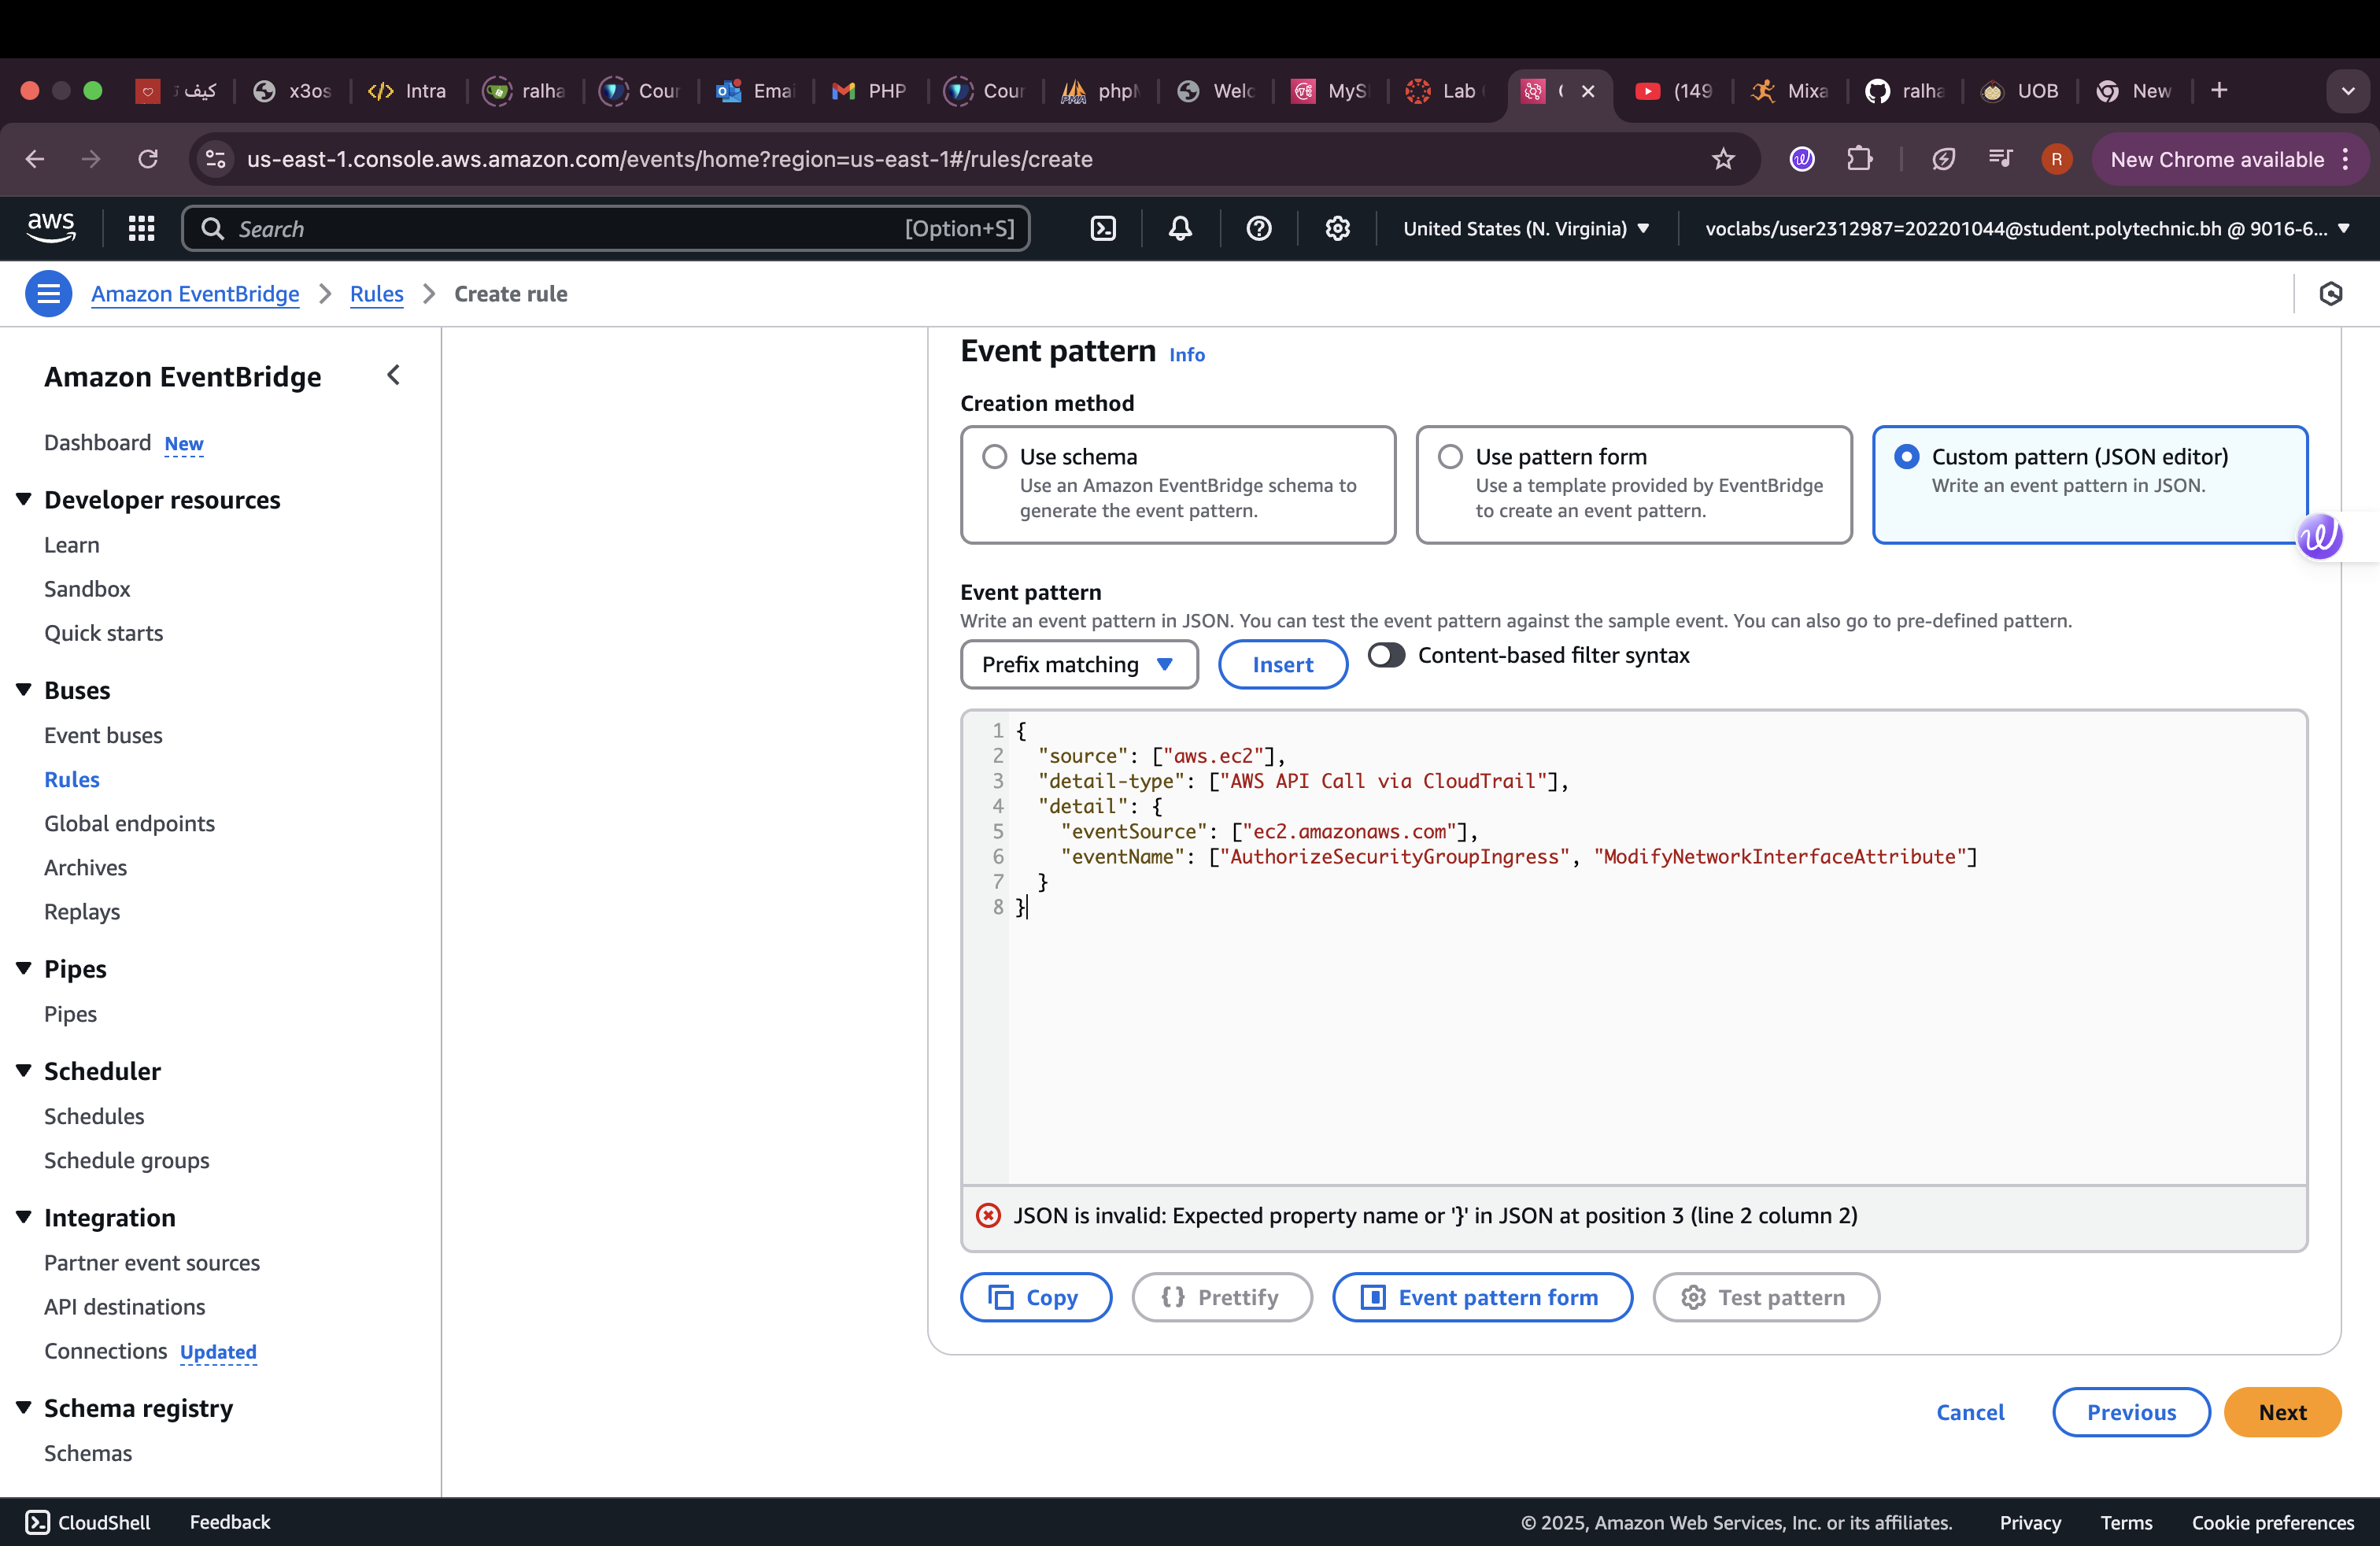 كيف ت
x3os
Intra
ralha
Cour
Emai
PHP
Cour
phpM
Welc
MyS
Lab
(149
Mixa
ralha
UOB
New
us-east-1.console.aws.amazon.com/events/home?region=us-east-1#/rules/create
R
New Chrome available
aws
Search
[Option+S]
United States (N. Virginia)
voclabs/user2312987=202201044@student.polytechnic.bh @ 9016-6...
Amazon EventBridge
Rules
Create rule
Amazon EventBridge
Dashboard New
Developer resources
Learn
Sandbox
Quick starts
Buses
Event buses
Rules
Global endpoints
Archives
Replays
Pipes
Pipes
Scheduler
Schedules
Schedule groups
Integration
Partner event sources
API destinations
Connections Updated
Schema registry
Schemas
Event pattern Info
Creation method
Use schema
Use an Amazon EventBridge schema to
generate the event pattern.
Use pattern form
Use a template provided by EventBridge
to create an event pattern.
Custom pattern (JSON editor)
Write an event pattern in JSON.
Event pattern
Write an event pattern in JSON. You can test the event pattern against the sample event. You can also go to pre-defined pattern.
Prefix matching
Insert
Content-based filter syntax
1 {
2 "source": ["aws.ec2"],
3 "detail-type": ["AWS API Call via CloudTrail"],
4 "detail": {
5 "eventSource": ["ec2.amazonaws.com"],
6 "eventName": ["AuthorizeSecurityGroupIngress", "ModifyNetworkInterfaceAttribute"]
7 }
8 }
JSON is invalid: Expected property name or '}' in JSON at position 3 (line 2 column 2)
Copy
{} Prettify
Event pattern form
Test pattern
Cancel
Previous
Next
CloudShell
Feedback
© 2025, Amazon Web Services, Inc. or its affiliates.
Privacy
Terms
Cookie preferences